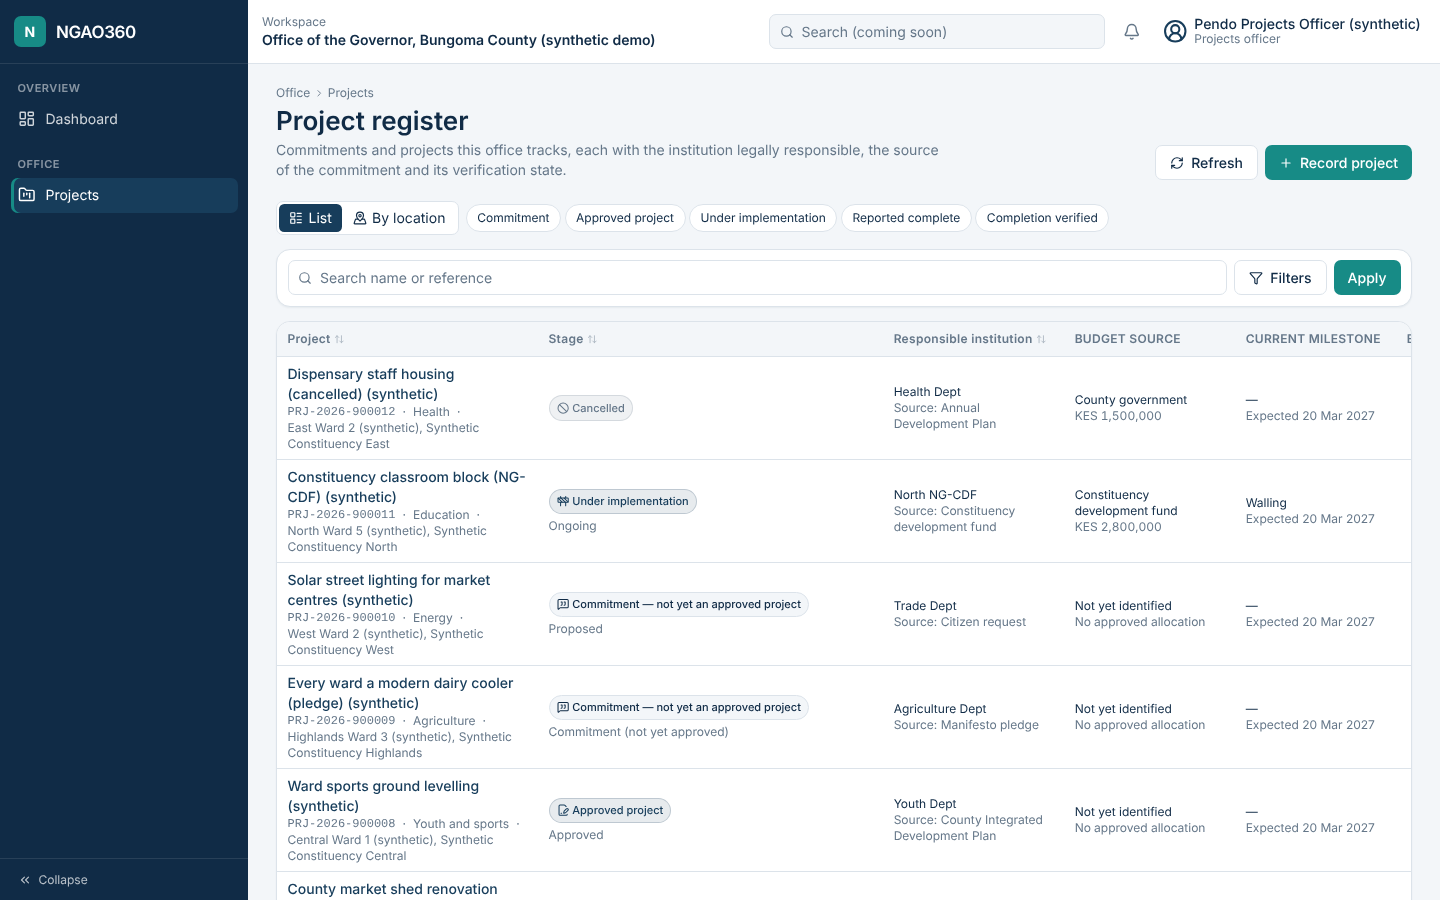 N NGAO360
Workspace
Office of the Governor, Bungoma County (synthetic demo)
Search (coming soon)
Pendo Projects Officer (synthetic)
Projects officer
OVERVIEW
Dashboard
OFFICE
Projects
Collapse
Office › Projects
Project register
Commitments and projects this office tracks, each with the institution legally responsible, the source
of the commitment and its verification state.
Refresh
+ Record project
List
By location
Commitment
Approved project
Under implementation
Reported complete
Completion verified
Search name or reference
Filters
Apply
Project
Stage
Responsible institution
BUDGET SOURCE
CURRENT MILESTONE
Dispensary staff housing
(cancelled) (synthetic)
PRJ-2026-900012 · Health ·
East Ward 2 (synthetic), Synthetic
Constituency East
Cancelled
Health Dept
Source: Annual
Development Plan
County government
KES 1,500,000
—
Expected 20 Mar 2027
Constituency classroom block (NG-
CDF) (synthetic)
PRJ-2026-900011 · Education ·
North Ward 5 (synthetic), Synthetic
Constituency North
Under implementation
Ongoing
North NG-CDF
Source: Constituency
development fund
Constituency
development fund
KES 2,800,000
Walling
Expected 20 Mar 2027
Solar street lighting for market
centres (synthetic)
PRJ-2026-900010 · Energy ·
West Ward 2 (synthetic), Synthetic
Constituency West
Commitment — not yet an approved project
Proposed
Trade Dept
Source: Citizen request
Not yet identified
No approved allocation
—
Expected 20 Mar 2027
Every ward a modern dairy cooler
(pledge) (synthetic)
PRJ-2026-900009 · Agriculture ·
Highlands Ward 3 (synthetic), Synthetic
Constituency Highlands
Commitment — not yet an approved project
Commitment (not yet approved)
Agriculture Dept
Source: Manifesto pledge
Not yet identified
No approved allocation
—
Expected 20 Mar 2027
Ward sports ground levelling
(synthetic)
PRJ-2026-900008 · Youth and sports ·
Central Ward 1 (synthetic), Synthetic
Constituency Central
Approved project
Approved
Youth Dept
Source: County Integrated
Development Plan
Not yet identified
No approved allocation
—
Expected 20 Mar 2027
County market shed renovation